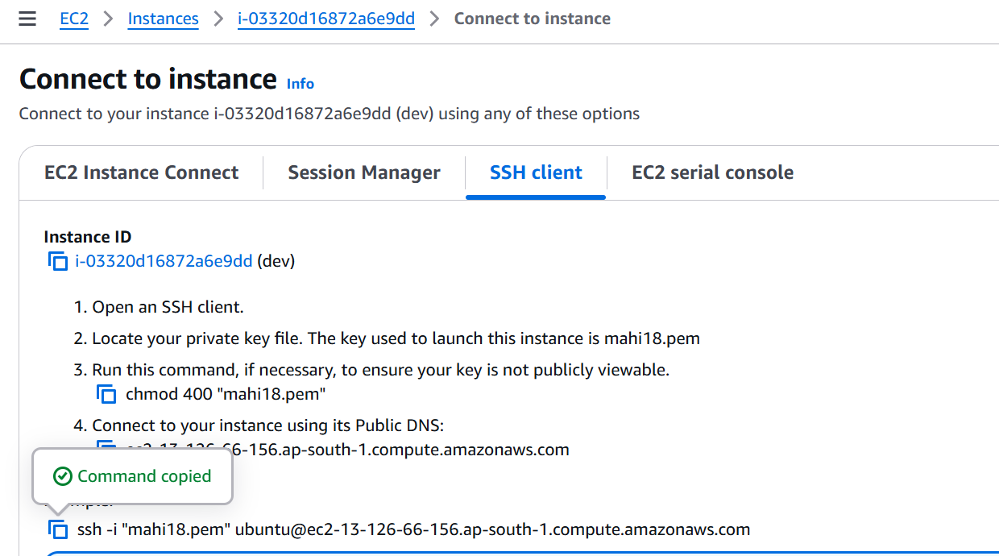 EC2 > Instances > i-03320d16872a6e9dd > Connect to instance
Connect to instance Info
Connect to your instance i-03320d16872a6e9dd (dev) using any of these options
EC2 Instance Connect Session Manager SSH client EC2 serial console
Instance ID
i-03320d16872a6e9dd (dev)
1. Open an SSH client.
2. Locate your private key file. The key used to launch this instance is mahi18.pem
3. Run this command, if necessary, to ensure your key is not publicly viewable.
chmod 400 "mahi18.pem"
4. Connect to your instance using its Public DNS:
ec2-13-126-66-156.ap-south-1.compute.amazonaws.com
Command copied
ssh -i "mahi18.pem" ubuntu@ec2-13-126-66-156.ap-south-1.compute.amazonaws.com